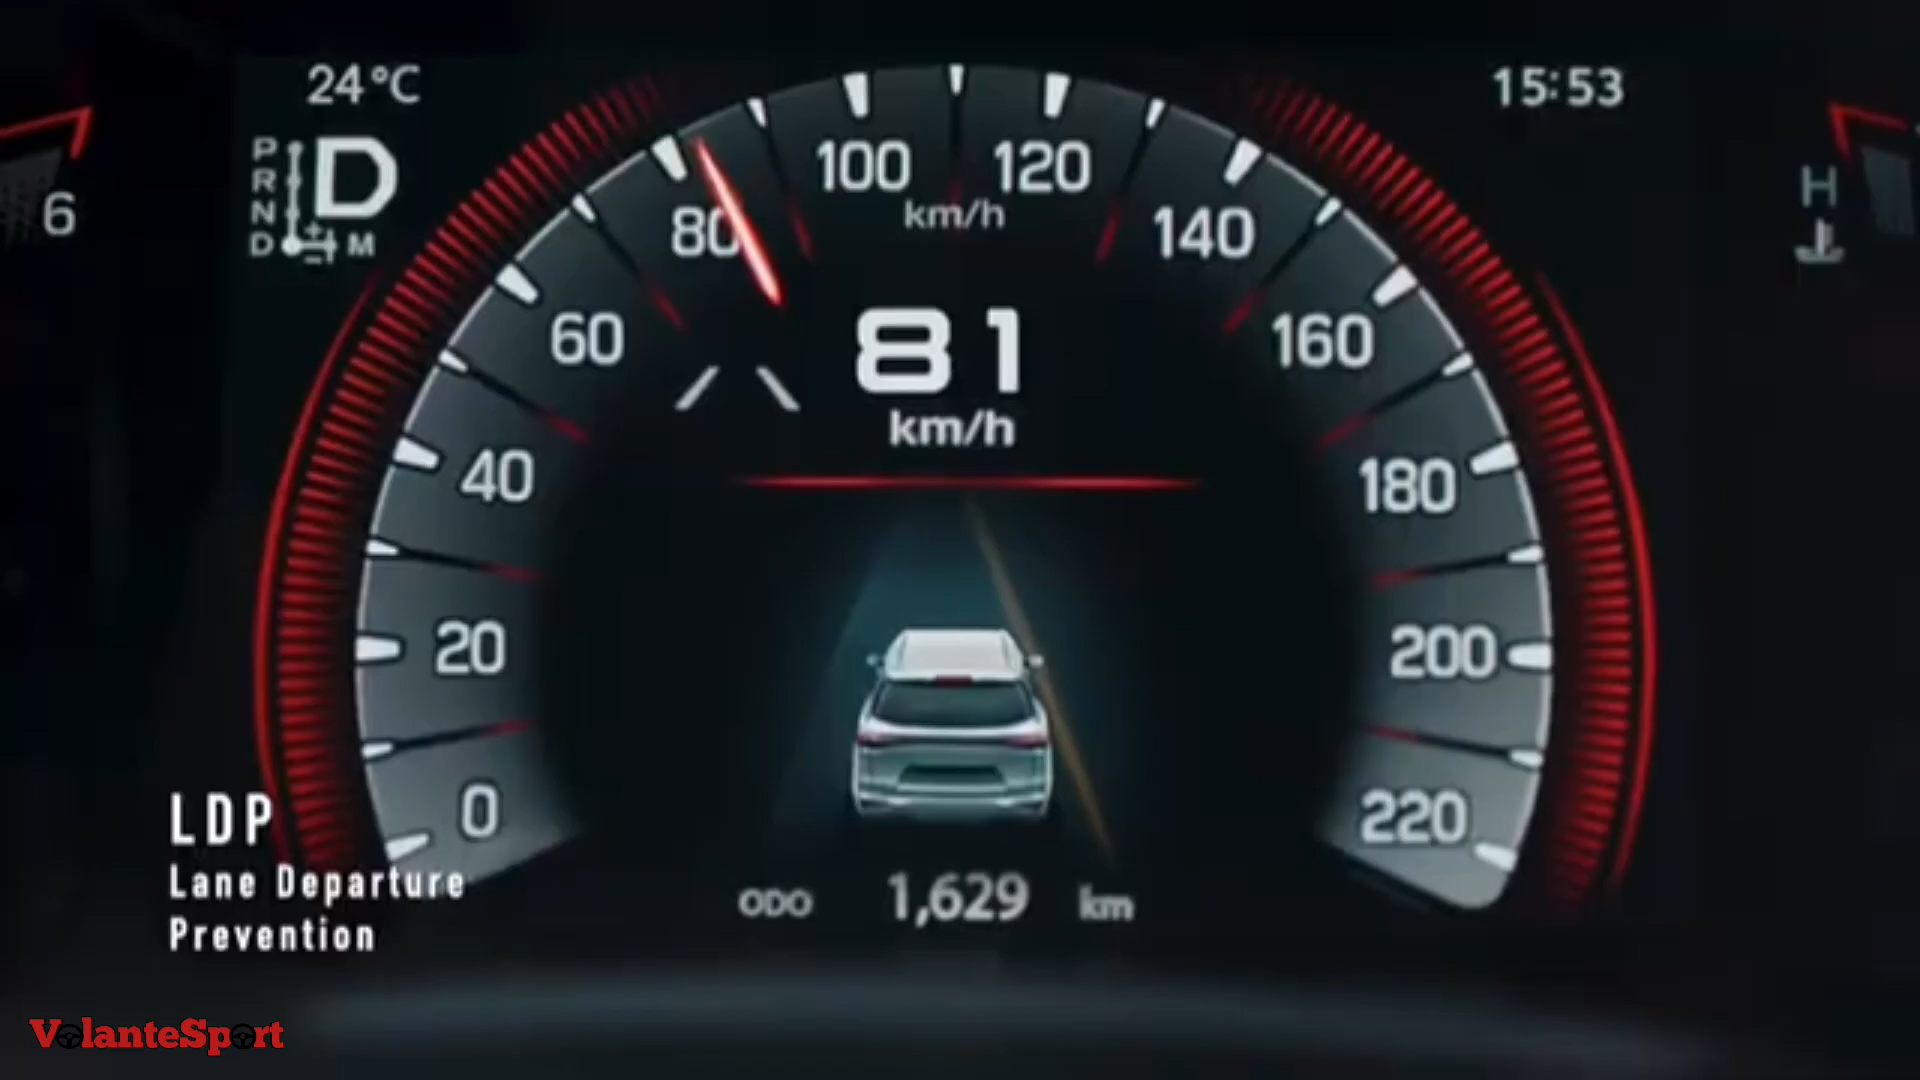 24°C
15:53
P
R
N
D
D
+
-
M
6
H
0
20
40
60
80
100
120
140
160
180
200
220
km/h
81
km/h
ODO 1,629 km
LDP
Lane Departure
Prevention
VolanteSport